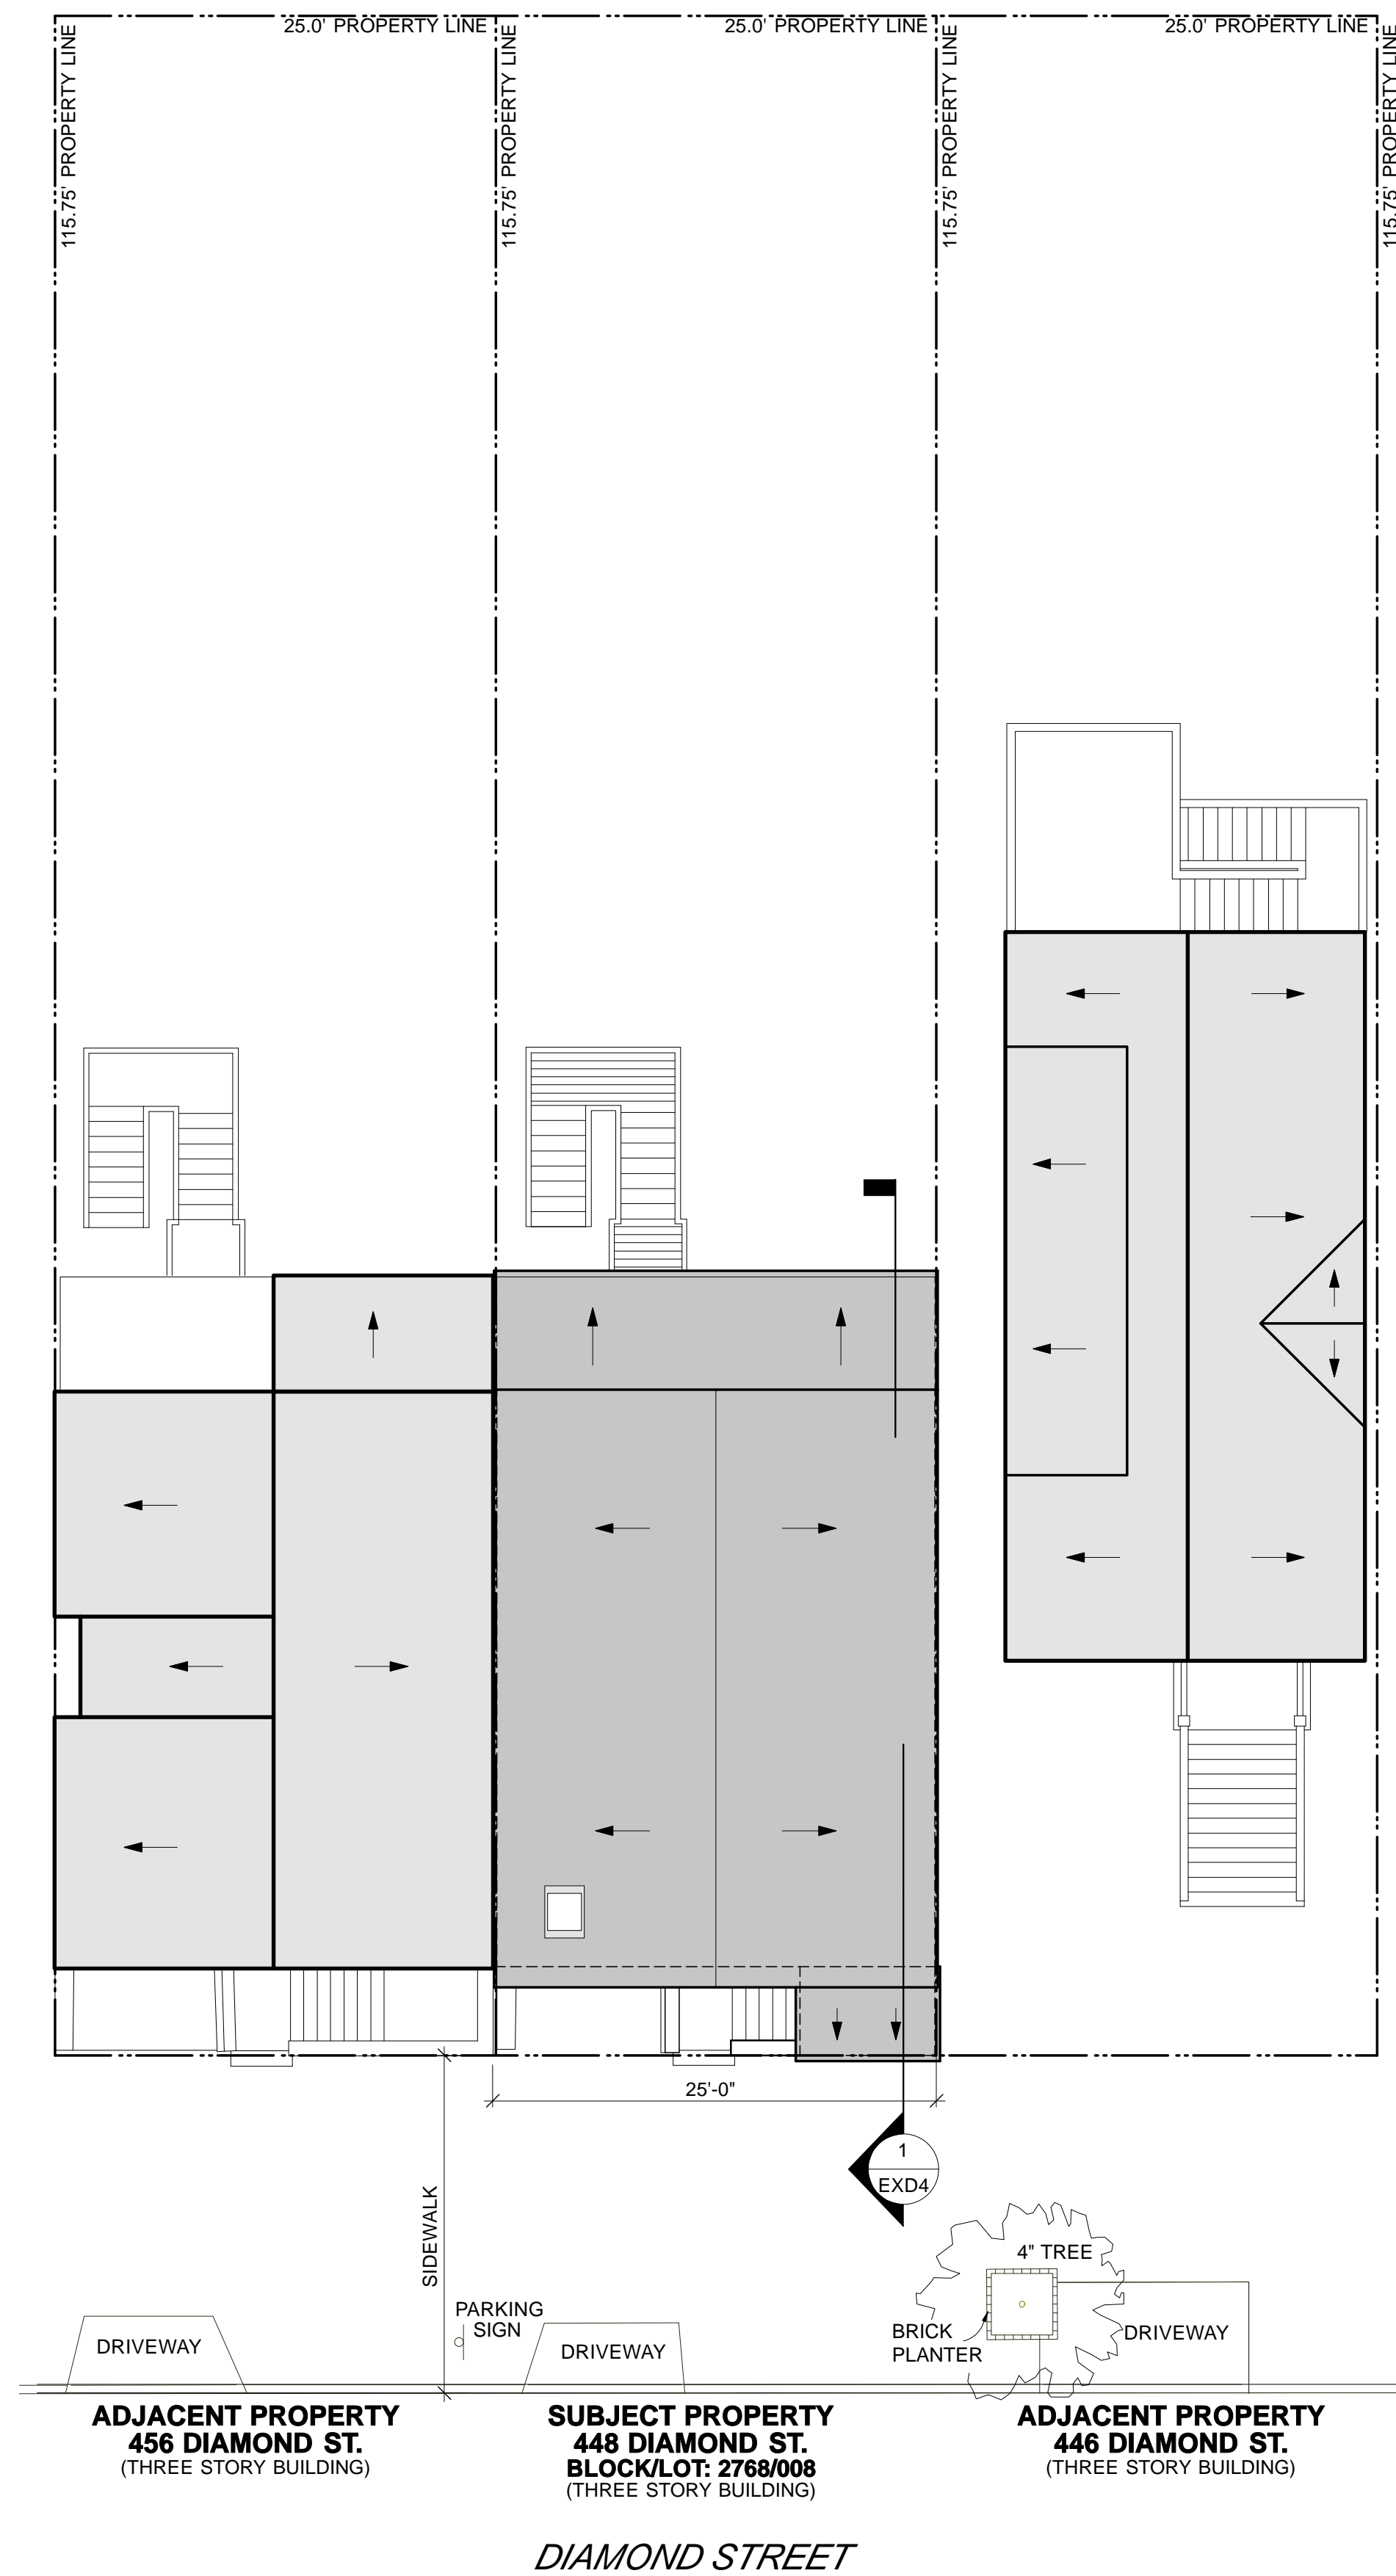 25.0' PROPERTY LINE
25.0' PROPERTY LINE
25.0' PROPERTY LINE
115.75' PROPERTY LINE
115.75' PROPERTY LINE
115.75' PROPERTY LINE
115.75' PROPERTY LINE
25'-0"
1
EXD4
SIDEWALK
4" TREE
PARKING
SIGN
BRICK
PLANTER
DRIVEWAY
DRIVEWAY
DRIVEWAY
ADJACENT PROPERTY
456 DIAMOND ST.
(THREE STORY BUILDING)
SUBJECT PROPERTY
448 DIAMOND ST.
BLOCK/LOT: 2768/008
(THREE STORY BUILDING)
ADJACENT PROPERTY
446 DIAMOND ST.
(THREE STORY BUILDING)
DIAMOND STREET